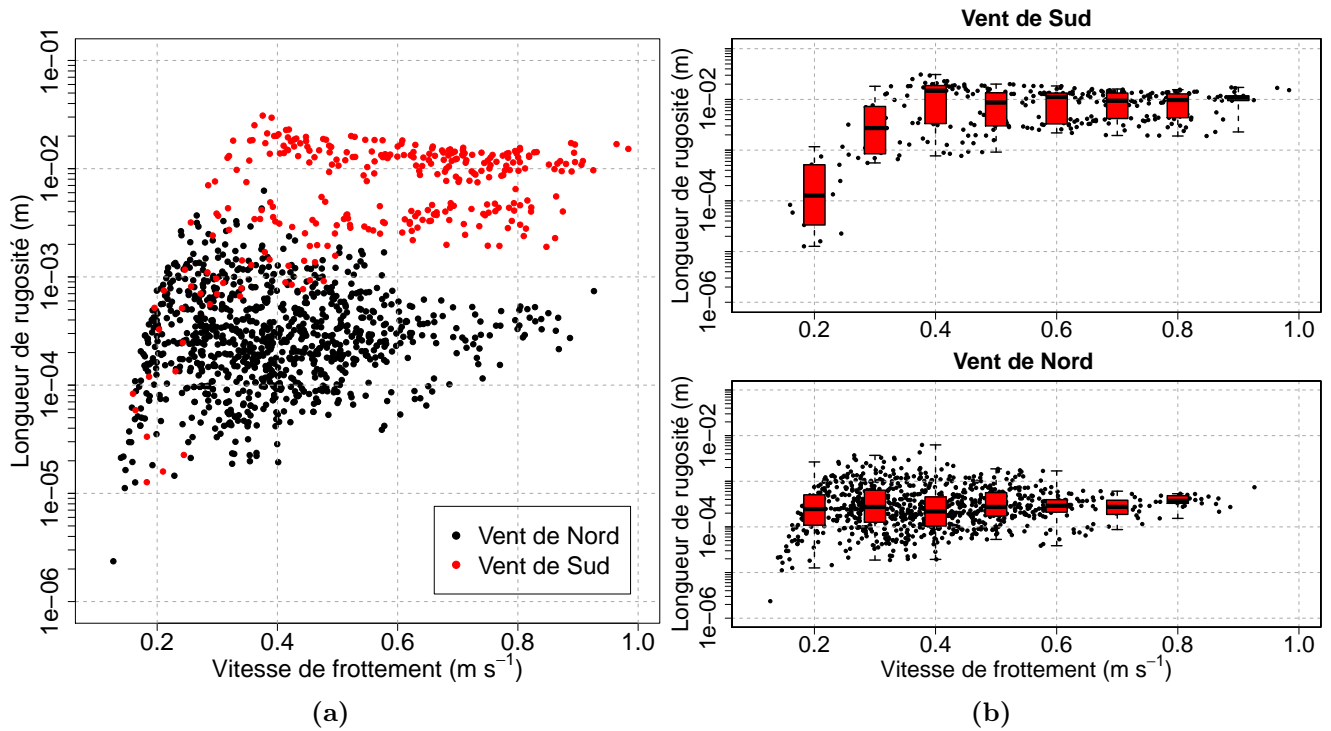 1e−01
1e−02
1e−03
1e−04
1e−05
1e−06
Longueur de rugosité (m)
0.2 0.4 0.6 0.8 1.0
Vitesse de frottement (m s−1)
Vent de Nord
Vent de Sud
(a)
Vent de Sud
1e−02
1e−04
1e−06
Longueur de rugosité (m)
0.2 0.4 0.6 0.8 1.0
Vent de Nord
1e−02
1e−04
1e−06
Longueur de rugosité (m)
0.2 0.4 0.6 0.8 1.0
Vitesse de frottement (m s−1)
(b)